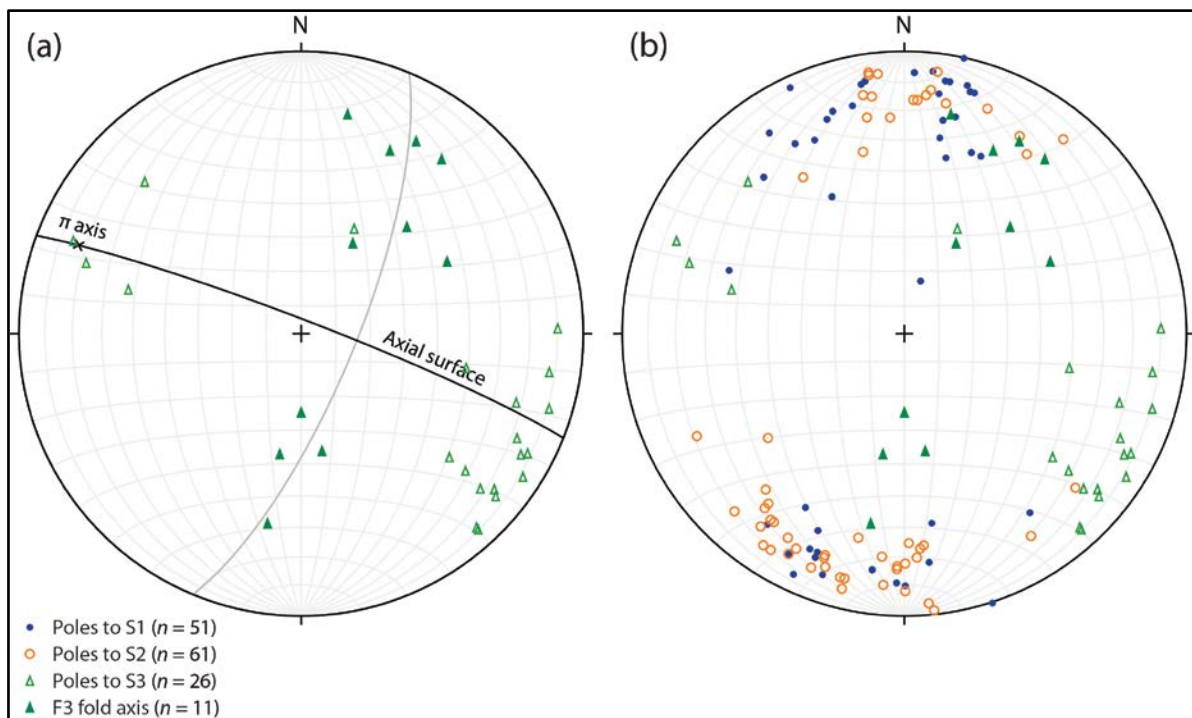 (a)
N
π axis
Axial surface
Poles to S1 (n = 51)
Poles to S2 (n = 61)
Poles to S3 (n = 26)
F3 fold axis (n = 11)
(b)
N